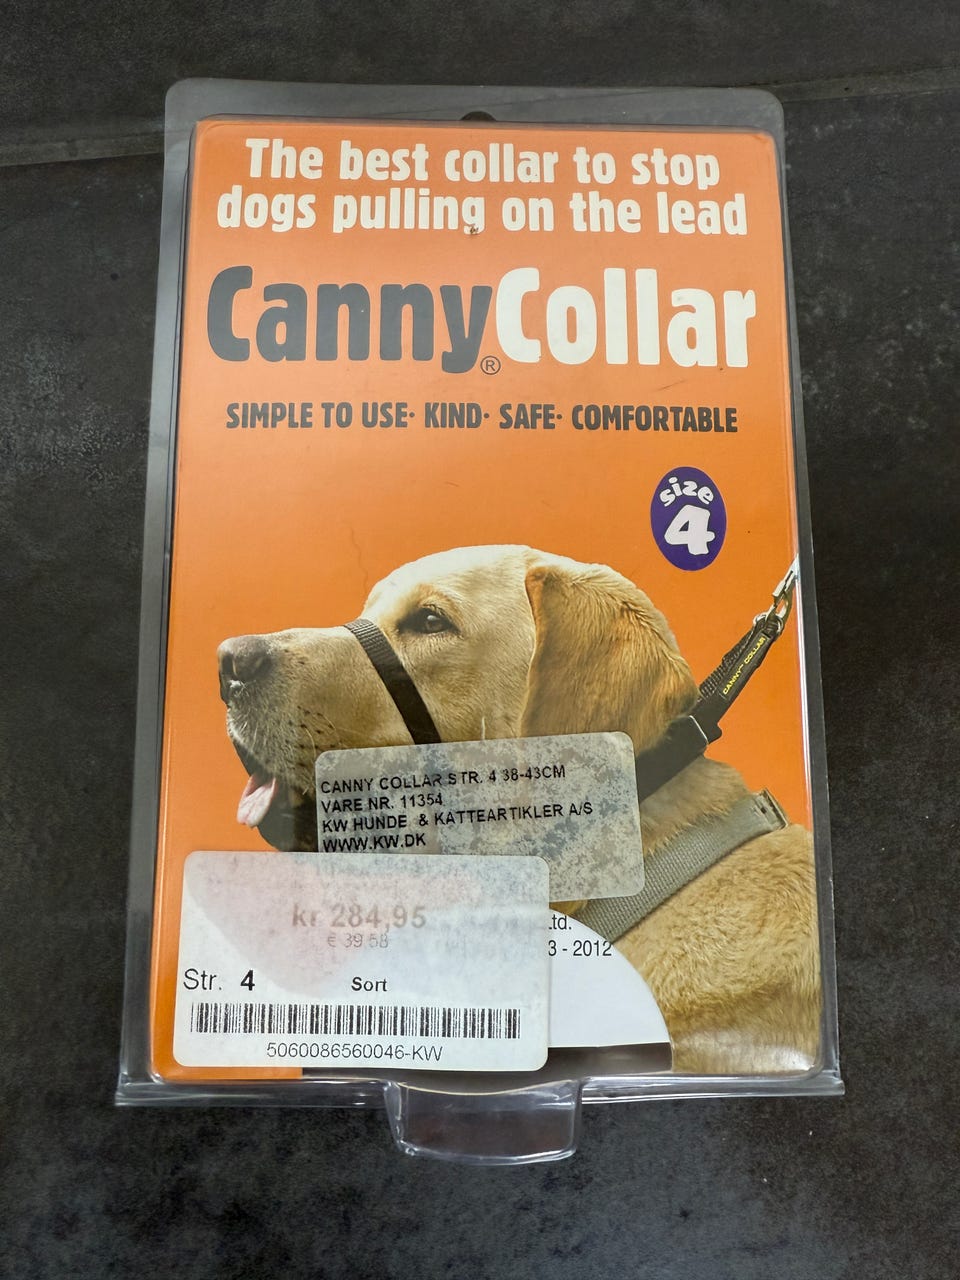 The best collar to stop
dogs pulling on the lead
CannyCollar®
SIMPLE TO USE· KIND· SAFE· COMFORTABLE
size
4
CANNY™ COLLAR
CANNY COLLAR STR. 4 38-43CM
VARE NR. 11354
KW HUNDE & KATTEARTIKLER A/S
WWW.KW.DK
kr 284,95
€ 39.58
Ltd.
3 - 2012
Str. 4 Sort
5060086560046-KW